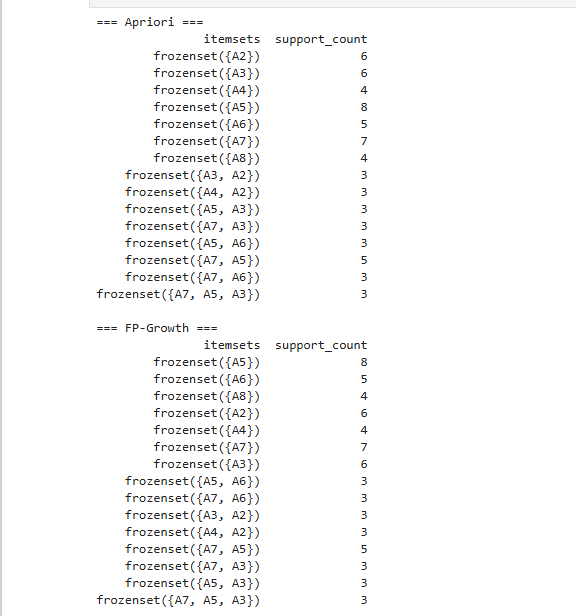 === Apriori ===
itemsets support_count
frozenset({A2}) 6
frozenset({A3}) 6
frozenset({A4}) 4
frozenset({A5}) 8
frozenset({A6}) 5
frozenset({A7}) 7
frozenset({A8}) 4
frozenset({A3, A2}) 3
frozenset({A4, A2}) 3
frozenset({A5, A3}) 3
frozenset({A7, A3}) 3
frozenset({A5, A6}) 3
frozenset({A7, A5}) 5
frozenset({A7, A6}) 3
frozenset({A7, A5, A3}) 3
=== FP-Growth ===
itemsets support_count
frozenset({A5}) 8
frozenset({A6}) 5
frozenset({A8}) 4
frozenset({A2}) 6
frozenset({A4}) 4
frozenset({A7}) 7
frozenset({A3}) 6
frozenset({A5, A6}) 3
frozenset({A7, A6}) 3
frozenset({A3, A2}) 3
frozenset({A4, A2}) 3
frozenset({A7, A5}) 5
frozenset({A7, A3}) 3
frozenset({A5, A3}) 3
frozenset({A7, A5, A3}) 3